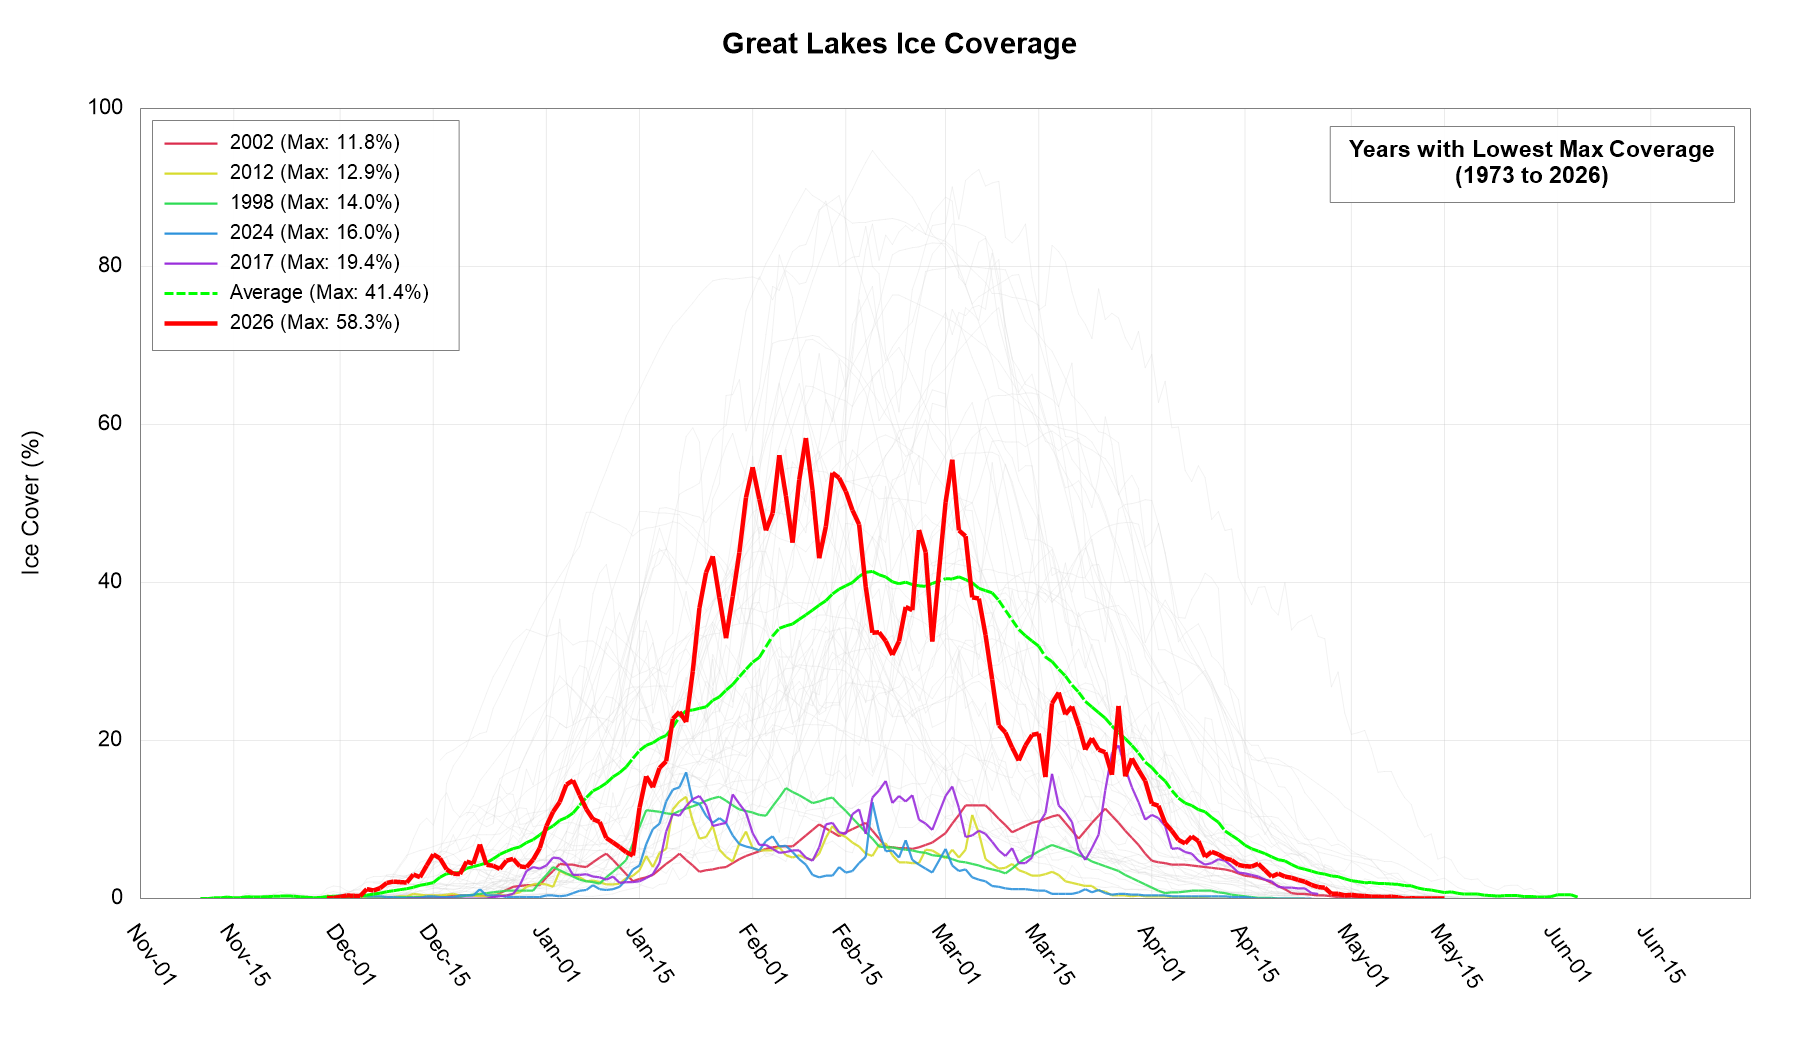 Great Lakes Ice Coverage
100
80
60
40
20
0
Ice Cover (%)
2002 (Max: 11.8%)
2012 (Max: 12.9%)
1998 (Max: 14.0%)
2024 (Max: 16.0%)
2017 (Max: 19.4%)
Average (Max: 41.4%)
2026 (Max: 58.3%)
Years with Lowest Max Coverage
(1973 to 2026)
Nov-01
Nov-15
Dec-01
Dec-15
Jan-01
Jan-15
Feb-01
Feb-15
Mar-01
Mar-15
Apr-01
Apr-15
May-01
May-15
Jun-01
Jun-15